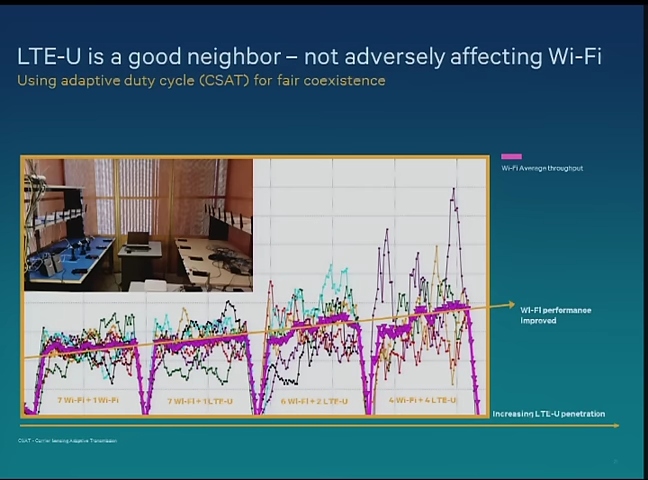 LTE-U is a good neighbor – not adversely affecting Wi-Fi
Using adaptive duty cycle (CSAT) for fair coexistence
Wi-Fi Average throughput
Wi-Fi performance
improved
7 Wi-Fi + 1 Wi-Fi
7 Wi-Fi + 1 LTE-U
6 Wi-Fi + 2 LTE-U
4 Wi-Fi + 4 LTE-U
Increasing LTE-U penetration
CSAT - Carrier Sensing Adaptive Transmission